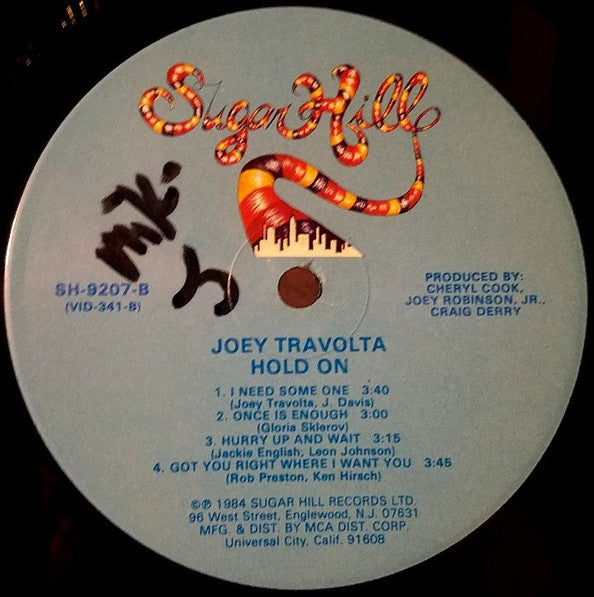 Sugar Hill
m.k.
SH-9207-B
(VID-341-B)
PRODUCED BY:
CHERYL COOK,
JOEY ROBINSON, JR.,
CRAIG DERRY
JOEY TRAVOLTA
HOLD ON
1. I NEED SOME ONE 3:40
(Joey Travolta, J. Davis)
2. ONCE IS ENOUGH 3:00
(Gloria Sklerov)
3. HURRY UP AND WAIT 3:15
(Jackie English, Leon Johnson)
4. GOT YOU RIGHT WHERE I WANT YOU 3:45
(Rob Preston, Ken Hirsch)
©℗ 1984 SUGAR HILL RECORDS LTD.
96 West Street, Englewood, N.J. 07631
MFG. & DIST. BY MCA DIST. CORP.
Universal City, Calif. 91608